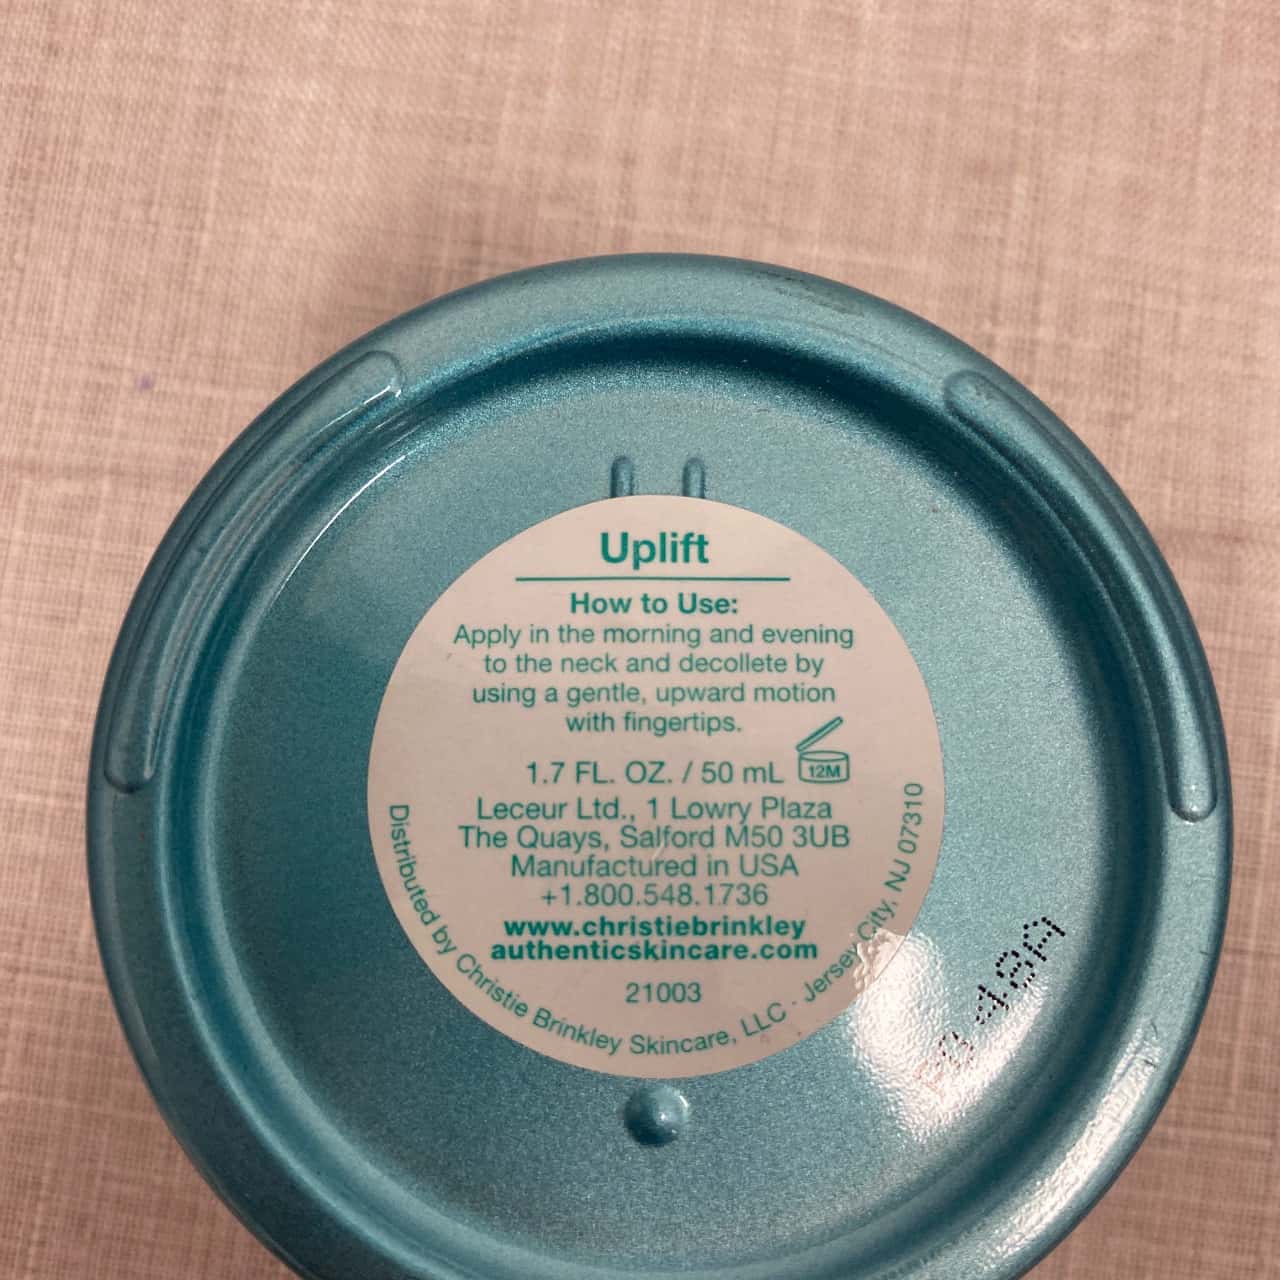 Uplift
How to Use:
Apply in the morning and evening
to the neck and decollete by
using a gentle, upward motion
with fingertips.
1.7 FL. OZ. / 50 mL 12M
Leceur Ltd., 1 Lowry Plaza
The Quays, Salford M50 3UB
Manufactured in USA
+1.800.548.1736
www.christiebrinkley
authenticskincare.com
21003
Distributed by Christie Brinkley Skincare, LLC · Jersey City, NJ 07310
48A